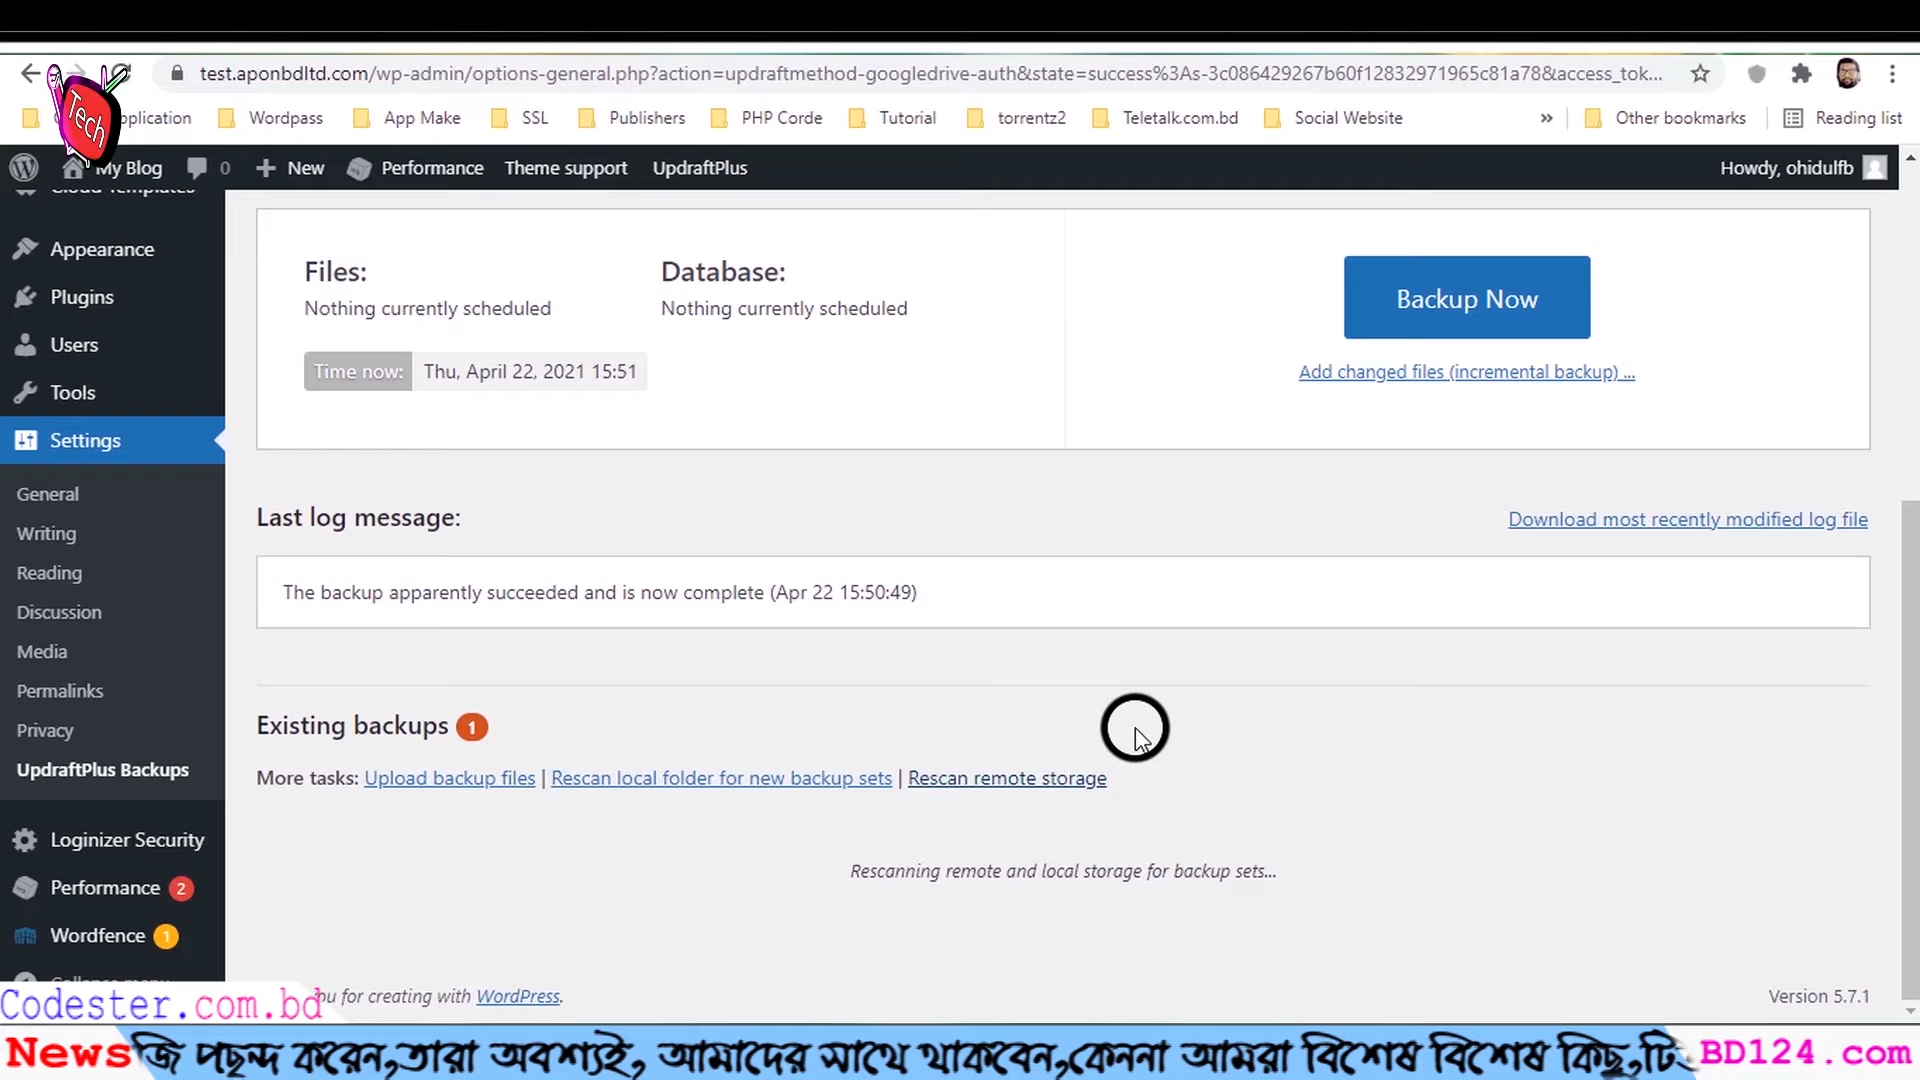 test.aponbdltd.com/wp-admin/options-general.php?action=updraftmethod-googledrive-auth&state=success%3As-3c086429267b60f12832971965c81a78&access_tok...
Tech
pplication Wordpass App Make SSL Publishers PHP Corde Tutorial torrentz2 Teletalk.com.bd Social Website » Other bookmarks Reading list
My Blog 0 + New Performance Theme support UpdraftPlus Howdy, ohidulfb
Cloud Templates
Appearance
Plugins
Users
Tools
Settings
General
Writing
Reading
Discussion
Media
Permalinks
Privacy
UpdraftPlus Backups
Loginizer Security
Performance 2
Wordfence 1
Collapse menu
Files:
Nothing currently scheduled
Database:
Nothing currently scheduled
Time now: Thu, April 22, 2021 15:51
Backup Now
Add changed files (incremental backup) ...
Last log message:
Download most recently modified log file
The backup apparently succeeded and is now complete (Apr 22 15:50:49)
Existing backups 1
More tasks: Upload backup files | Rescan local folder for new backup sets | Rescan remote storage
Rescanning remote and local storage for backup sets...
ou for creating with WordPress.
Version 5.7.1
Codester.com.bd
News জি পছন্দ করেন,তারা অবশ্যই, আমাদের সাথে থাকবেন,কেননা আমরা বিশেষ বিশেষ কিছু,টি BD124.com